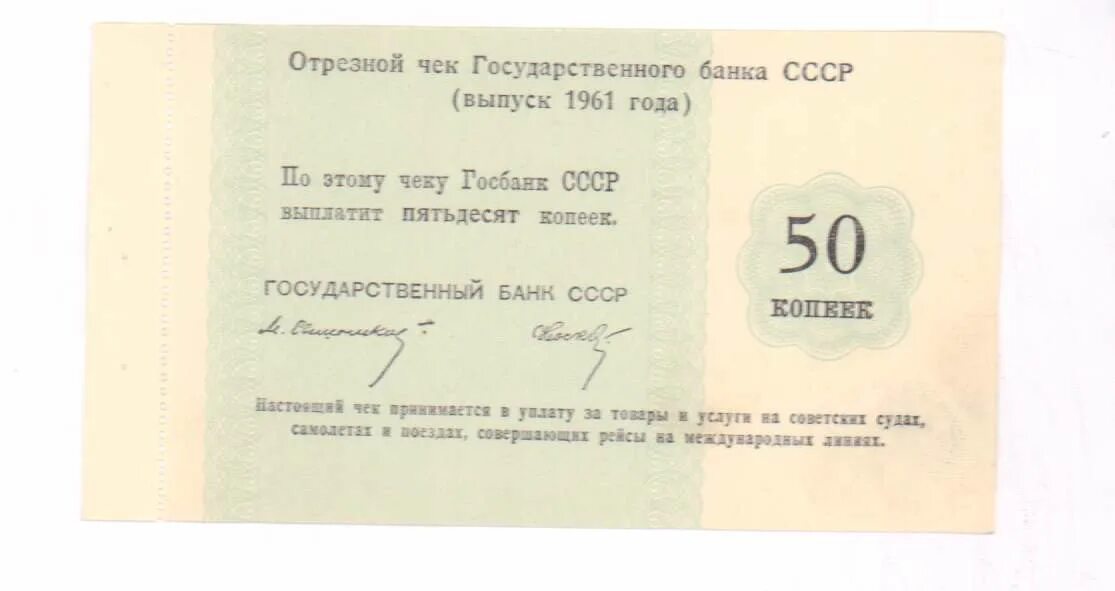 Отрезной чек Государственного банка СССР
(выпуск 1961 года)
По этому чеку Госбанк СССР
выплатит пятьдесят копеек.
50
КОПЕЕК
ГОСУДАРСТВЕННЫЙ БАНК СССР
Настоящий чек принимается в уплату за товары и услуги на советских судах,
самолетах и поездах, совершающих рейсы на международных линиях.